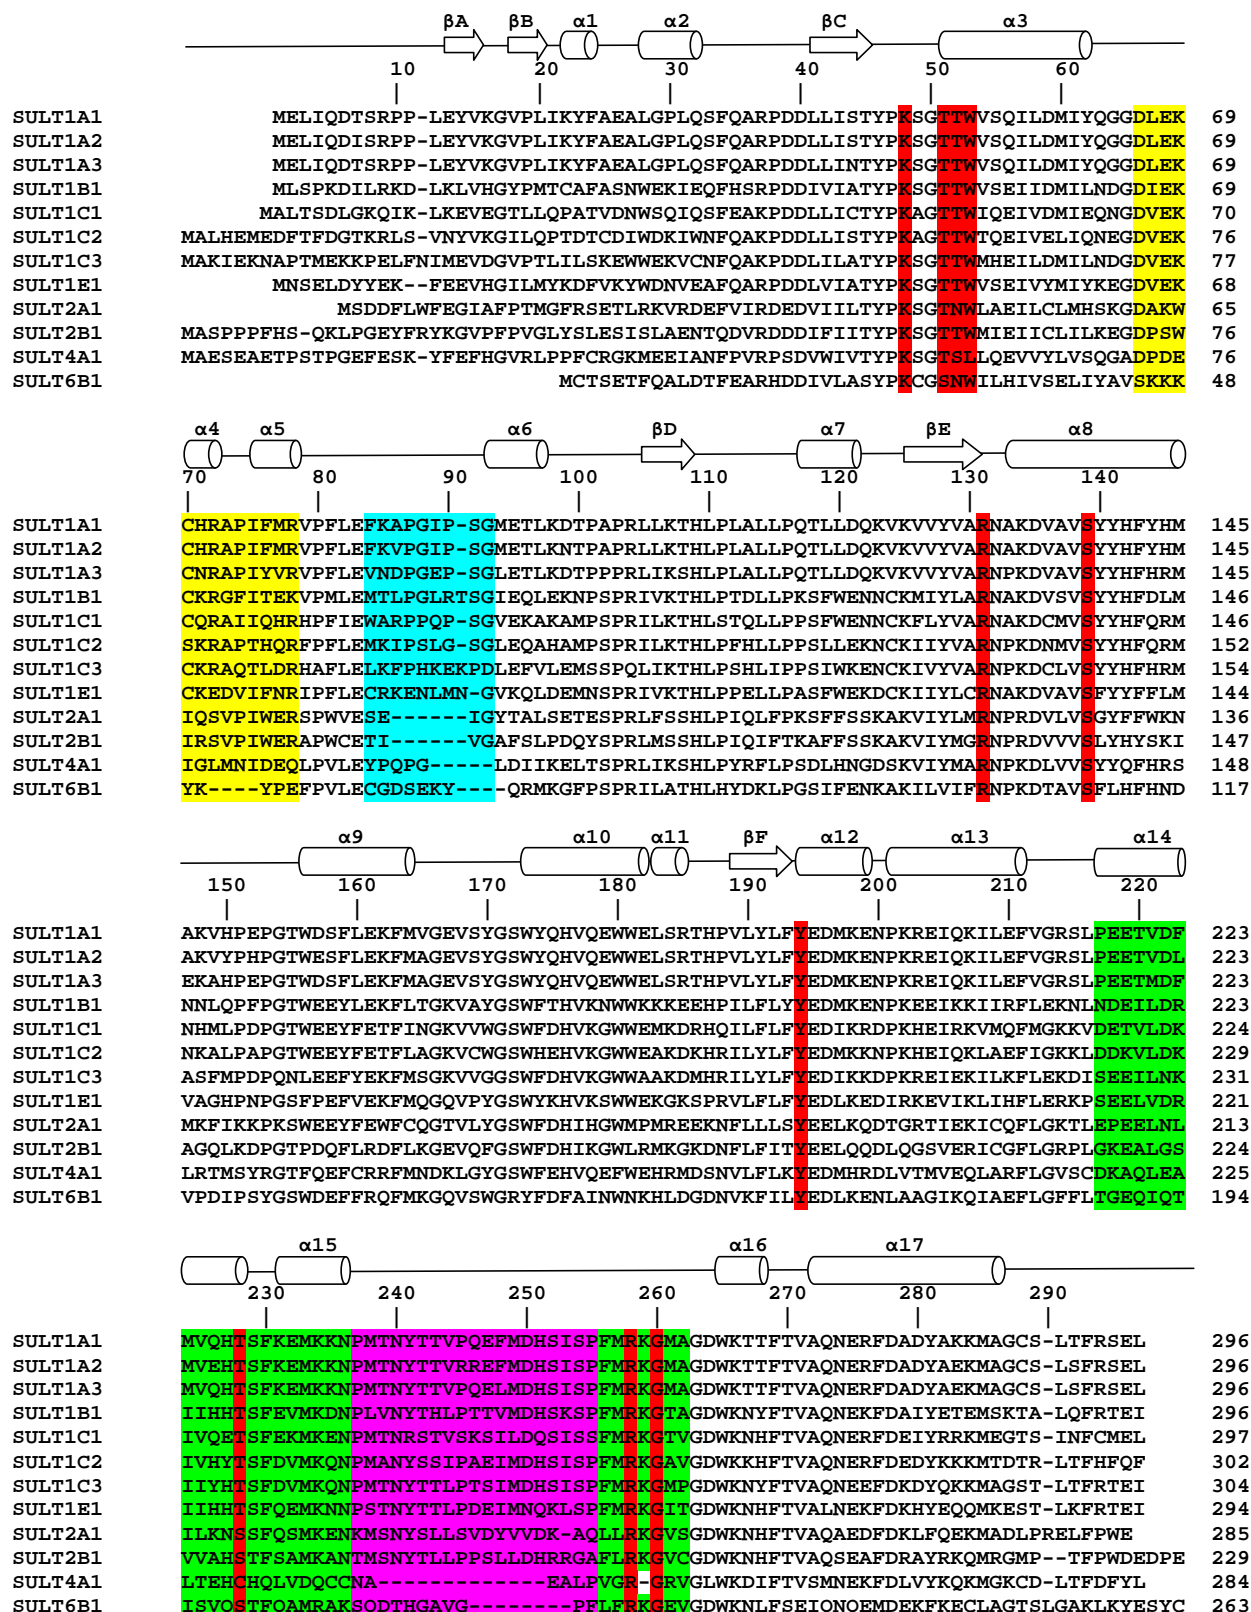 βA βB α1 α2 βC α3
10 20 30 40 50 60
SULT1A1 MELIQDTSRPP-LEYVKGVPLIKYFAEALGPLQSFQARPDDLLISTYPKSGTTWVSQILDMIYQGGDLEK 69
SULT1A2 MELIQDISRPP-LEYVKGVPLIKYFAEALGPLQSFQARPDDLLISTYPKSGTTWVSQILDMIYQGGDLEK 69
SULT1A3 MELIQDTSRPP-LEYVKGVPLIKYFAEALGPLQSFQARPDDLLINTYPKSGTTWVSQILDMIYQGGDLEK 69
SULT1B1 MLSPKDILRKD-LKLVHGYPMTCAFASNWEKIEQFHSRPDDIVIATYPKSGTTWVSEIIDMILNDGDIEK 69
SULT1C1 MALTSDLGKQIK-LKEVEGTLLQPATVDNWSQIQSFEAKPDDLLICTYPKAGTTWIQEIVDMIEQNGDVEK 70
SULT1C2 MALHEMEDFTFDGTKRLS-VNYVKGILQPTDTCDIWDKIWNFQAKPDDLLISTYPKAGTTWTQEIVELIQNEGDVEK 76
SULT1C3 MAKIEKNAPTMEKKPELFNIMEVDGVPTLILSKEWWEKVCNFQAKPDDLILATYPKSGTTWMHEILDMILNDGDVEK 77
SULT1E1 MNSELDYYEK--FEEVHGILMYKDFVKYWDNVEAFQARPDDLVIATYPKSGTTWVSEIVYMIYKEGDVEK 68
SULT2A1 MSDDFLWFEGIAFPTMGFRSETLRKVRDEFVIRDEDVIILTYPKSGTNWLAEILCLMHSKGDAKW 65
SULT2B1 MASPPPFHS-QKLPGEYFRYKGVPFPVGLYSLESISLAENTQDVRDDDIFIITYPKSGTTWMIEIICLILKEGDPSW 76
SULT4A1 MAESEAETPSTPGEFESK-YFEFHGVRLPPFCRGKMEEIANFPVRPSDVWIVTYPKSGTSLLQEVVYLVSQGADPDE 76
SULT6B1 MCTSETFQALDTFEARHDDIVLASYPKCGSNWILHIVSELIYAVSKKK 48
α4 α5 α6 βD α7 βE α8
70 80 90 100 110 120 130 140
SULT1A1 CHRAPIFMRVPFLEFKAPGIP-SGMETLKDTPAPRLLKTHLPLALLPQTLLDQKVKVVYVARNAKDVAVSYYHFYHM 145
SULT1A2 CHRAPIFMRVPFLEFKVPGIP-SGMETLKNTPAPRLLKTHLPLALLPQTLLDQKVKVVYVARNAKDVAVSYYHFYHM 145
SULT1A3 CNRAPIYVRVPFLEVNDPGEP-SGLETLKDTPPPRLIKSHLPLALLPQTLLDQKVKVVYVARNPKDVAVSYYHFHRM 145
SULT1B1 CKRGFITEKVPMLEMTLPGLRTSGIEQLEKNPSPRIVKTHLPTDLLPKSFWENNCKMIYLARNAKDVSVSYYHFDLM 146
SULT1C1 CQRAIIQHRHPFIEWARPPQP-SGVEKAKAMPSPRILKTHLSTQLLPPSFWENNCKFLYVARNAKDCMVSYYHFQRM 146
SULT1C2 SKRAPTHQRFPFLEMKIPSLG-SGLEQAHAMPSPRILKTHLPFHLLPPSLLEKNCKIIYVARNPKDNMVSYYHFQRM 152
SULT1C3 CKRAQTLDRHAFLELKFPHKEKPDLEFVLEMSSPQLIKTHLPSHLIPPSIWKENCKIVYVARNPKDCLVSYYHFHRM 154
SULT1E1 CKEDVIFNRIPFLECRKENLMN-GVKQLDEMNSPRIVKTHLPPELLPASFWEKDCKIIYLCRNAKDVAVSFYYFFLM 144
SULT2A1 IQSVPIWERSPWVESE------IGYTALSETESPRLFSSHLPIQLFPKSFFSSKAKVIYLMRNPRDVLVSGYFFWKN 136
SULT2B1 IRSVPIWERAPWCETI------VGAFSLPDQYSPRLMSSHLPIQIFTKAFFSSKAKVIYMGRNPRDVVVSLYHYSKI 147
SULT4A1 IGLMNIDEQLPVLEYPQPG-----LDIIKELTSPRLIKSHLPYRFLPSDLHNGDSKVIYMARNPKDLVVSYYQFHRS 148
SULT6B1 YK----YPEFPVLECGDSEKY----QRMKGFPSPRILATHLHYDKLPGSIFENKAKILVIFRNPKDTAVSFLHFHND 117
α9 α10 α11 βF α12 α13 α14
150 160 170 180 190 200 210 220
SULT1A1 AKVHPEPGTWDSFLEKFMVGEVSYGSWYQHVQEWWELSRTHPVLYLFYEDMKENPKREIQKILEFVGRSLPEETVDF 223
SULT1A2 AKVYPHPGTWESFLEKFMAGEVSYGSWYQHVQEWWELSRTHPVLYLFYEDMKENPKREIQKILEFVGRSLPEETVDL 223
SULT1A3 EKAHPEPGTWDSFLEKFMAGEVSYGSWYQHVQEWWELSRTHPVLYLFYEDMKENPKREIQKILEFVGRSLPEETMDF 223
SULT1B1 NNLQPFPGTWEEYLEKFLTGKVAYGSWFTHVKNWWKKKEEHPILFLYYEDMKENPKEEIKKIIRFLEKNLNDEILDR 223
SULT1C1 NHMLPDPGTWEEYFETFINGKVVWGSWFDHVKGWWEMKDRHQILFLFYEDIKRDPKHEIRKVMQFMGKKVDETVLDK 224
SULT1C2 NKALPAPGTWEEYFETFLAGKVCWGSWHEHVKGWWEAKDKHRILYLFYEDMKKNPKHEIQKLAEFIGKKLDDKVLDK 229
SULT1C3 ASFMPDPQNLEEFYEKFMSGKVVGGSWFDHVKGWWAAKDMHRILYLFYEDIKKDPKREIEKILKFLEKDISEEILNK 231
SULT1E1 VAGHPNPGSFPEFVEKFMQGQVPYGSWYKHVKSWWEKGKSPRVLFLFYEDLKEDIRKEVIKLIHFLERKPSEELVDR 221
SULT2A1 MKFIKKPKSWEEYFEWFCQGTVLYGSWFDHIHGWMPMREEKNFLLLSYEELKQDTGRTIEKICQFLGKTLEPEELNL 213
SULT2B1 AGQLKDPGTPDQFLRDFLKGEVQFGSWFDHIKGWLRMKGKDNFLFITYEELQQDLQGSVERICGFLGRPLGKEALGS 224
SULT4A1 LRTMSYRGTFQEFCRRFMNDKLGYGSWFEHVQEFWEHRMDSNVLFLKYEDMHRDLVTMVEQLARFLGVSCDKAQLEA 225
SULT6B1 VPDIPSYGSWDEFFRQFMKGQVSWGRYFDFAINWNKHLDGDNVKFILYEDLKENLAAGIKQIAEFLGFFLTGEQIQT 194
α15 α16 α17
230 240 250 260 270 280 290
SULT1A1 MVQHTSFKEMKKNPMTNYTTVPQEFMDHSISPFMRKGMAGDWKTTFTVAQNERFDADYAKKMAGCS-LTFRSEL 296
SULT1A2 MVEHTSFKEMKKNPMTNYTTVRREFMDHSISPFMRKGMAGDWKTTFTVAQNERFDADYAEKMAGCS-LSFRSEL 296
SULT1A3 MVQHTSFKEMKKNPMTNYTTVPQELMDHSISPFMRKGMAGDWKTTFTVAQNERFDADYAEKMAGCS-LSFRSEL 296
SULT1B1 IIHHTSFEVMKDNPLVNYTHLPTTVMDHSKSPFMRKGTAGDWKNYFTVAQNEKFDAIYETEMSKTA-LQFRTEI 296
SULT1C1 IVQETSFEKMKENPMTNRSTVSKSILDQSISSFMRKGTVGDWKNHFTVAQNERFDEIYRRKMEGTS-INFCMEL 297
SULT1C2 IVHYTSFDVMKQNPMANYSSIPAEIMDHSISPFMRKGAVGDWKKHFTVAQNERFDEDYKKKMTDTR-LTFHFQF 302
SULT1C3 IIYHTSFDVMKQNPMTNYTTLPTSIMDHSISPFMRKGMPGDWKNYFTVAQNEEFDKDYQKKMAGST-LTFRTEI 304
SULT1E1 IIHHTSFQEMKNNPSTNYTTLPDEIMNQKLSPFMRKGITGDWKNHFTVALNEKFDKHYEQQMKEST-LKFRTEI 294
SULT2A1 ILKNSSFQSMKENKMSNYSLLSVDYVVDK-AQLLRKGVSGDWKNHFTVAQAEDFDKLFQEKMADLPRELFPWE 285
SULT2B1 VVAHSTFSAMKANTMSNYTLLPPSLLDHRRGAFLRKGVCGDWKNHFTVAQSEAFDRAYRKQMRGMP--TFPWDEDPE 229
SULT4A1 LTEHCHQLVDQCCNA-------------EALPVGR-GRVGLWKDIFTVSMNEKFDLVYKQKMGKCD-LTFDFYL 284
SULT6B1 ISVQSTFQAMRAKSQDTHGAVG--------PFLFRKGEVGDWKNLFSEIQNQEMDEKFKECLAGTSLGAKLKYESYC 263